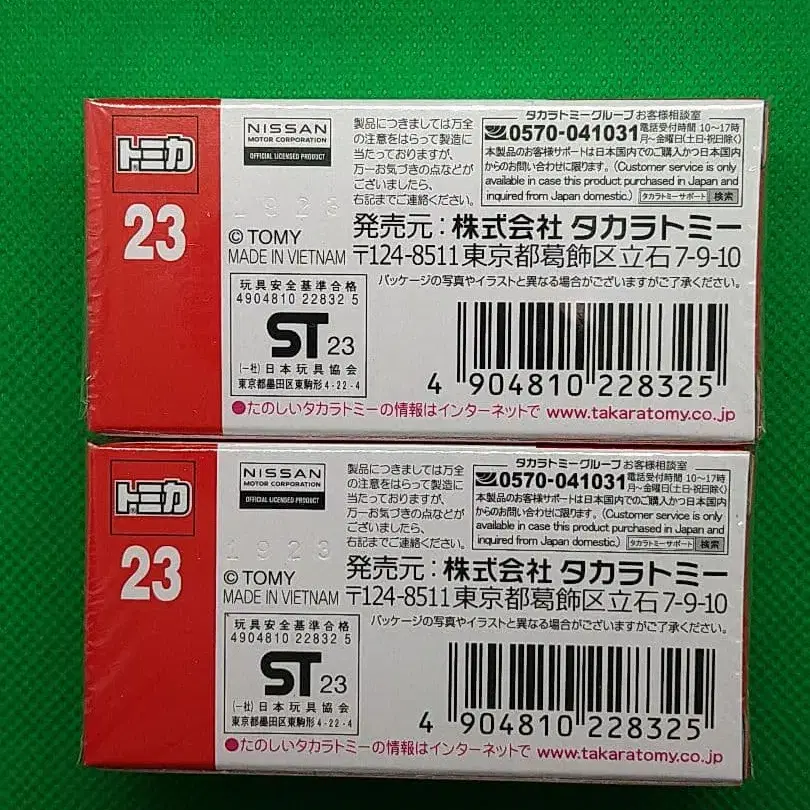 トミカ
23
NISSAN
MOTOR CORPORATION
OFFICIAL LICENSED PRODUCT
1923
© TOMY
MADE IN VIETNAM
製品につきましては万全
の注意をはらって製造に
当たっておりますが、
万一お気づきの点などが
ございましたら、
右記までご連絡ください。
タカラトミーグループ お客様相談室
0570-041031 電話受付時間 10～17時
月～金曜日(土日・祝日除く)
本製品のお客様サポートは日本国内でのご購入かつ日本国内
からのお問い合わせに限ります。(Customer service is only
available in case this product purchased in Japan and
inquired from Japan domestic.) タカラトミーサポート 検索
発売元：株式会社 タカラトミー
〒124-8511 東京都葛飾区立石7-9-10
パッケージの写真やイラストと異なる場合がございますがご了承ください。
玩具安全基準合格
4904810 22832 5
ST 23
(一社)日本玩具協会
東京都墨田区東駒形4-22-4
4 904810 228325
●たのしいタカラトミーの情報はインターネットで www.takaratomy.co.jp
トミカ
23
NISSAN
MOTOR CORPORATION
OFFICIAL LICENSED PRODUCT
1923
© TOMY
MADE IN VIETNAM
製品につきましては万全
の注意をはらって製造に
当たっておりますが、
万一お気づきの点などが
ございましたら、
右記までご連絡ください。
タカラトミーグループ お客様相談室
0570-041031 電話受付時間 10～17時
月～金曜日(土日・祝日除く)
本製品のお客様サポートは日本国内でのご購入かつ日本国内
からのお問い合わせに限ります。(Customer service is only
available in case this product purchased in Japan and
inquired from Japan domestic.) タカラトミーサポート 検索
発売元：株式会社 タカラトミー
〒124-8511 東京都葛飾区立石7-9-10
パッケージの写真やイラストと異なる場合がございますがご了承ください。
玩具安全基準合格
4904810 22832 5
ST 23
(一社)日本玩具協会
東京都墨田区東駒形4-22-4
4 904810 228325
●たのしいタカラトミーの情報はインターネットで www.takaratomy.co.jp